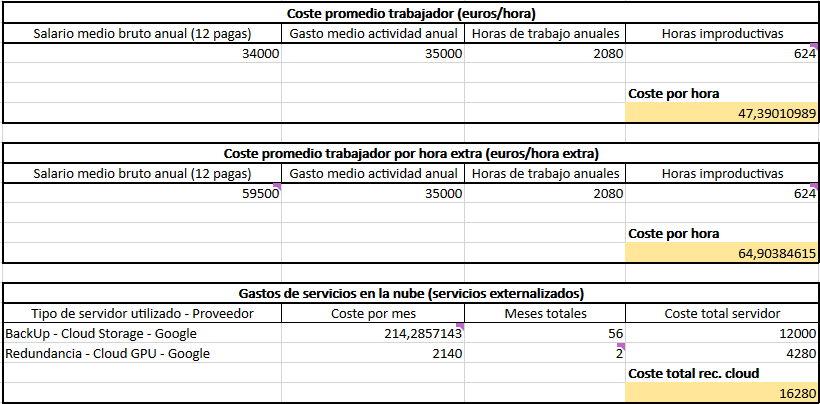 Coste promedio trabajador (euros/hora)
Salario medio bruto anual (12 pagas) Gasto medio actividad anual Horas de trabajo anuales Horas improductivas
34000 35000 2080 624
Coste por hora
47,39010989
Coste promedio trabajador por hora extra (euros/hora extra)
Salario medio bruto anual (12 pagas) Gasto medio actividad anual Horas de trabajo anuales Horas improductivas
59500 35000 2080 624
Coste por hora
64,90384615
Gastos de servicios en la nube (servicios externalizados)
Tipo de servidor utilizado - Proveedor Coste por mes Meses totales Coste total servidor
BackUp - Cloud Storage - Google 214,2857143 56 12000
Redundancia - Cloud GPU - Google 2140 2 4280
Coste total rec. cloud
16280